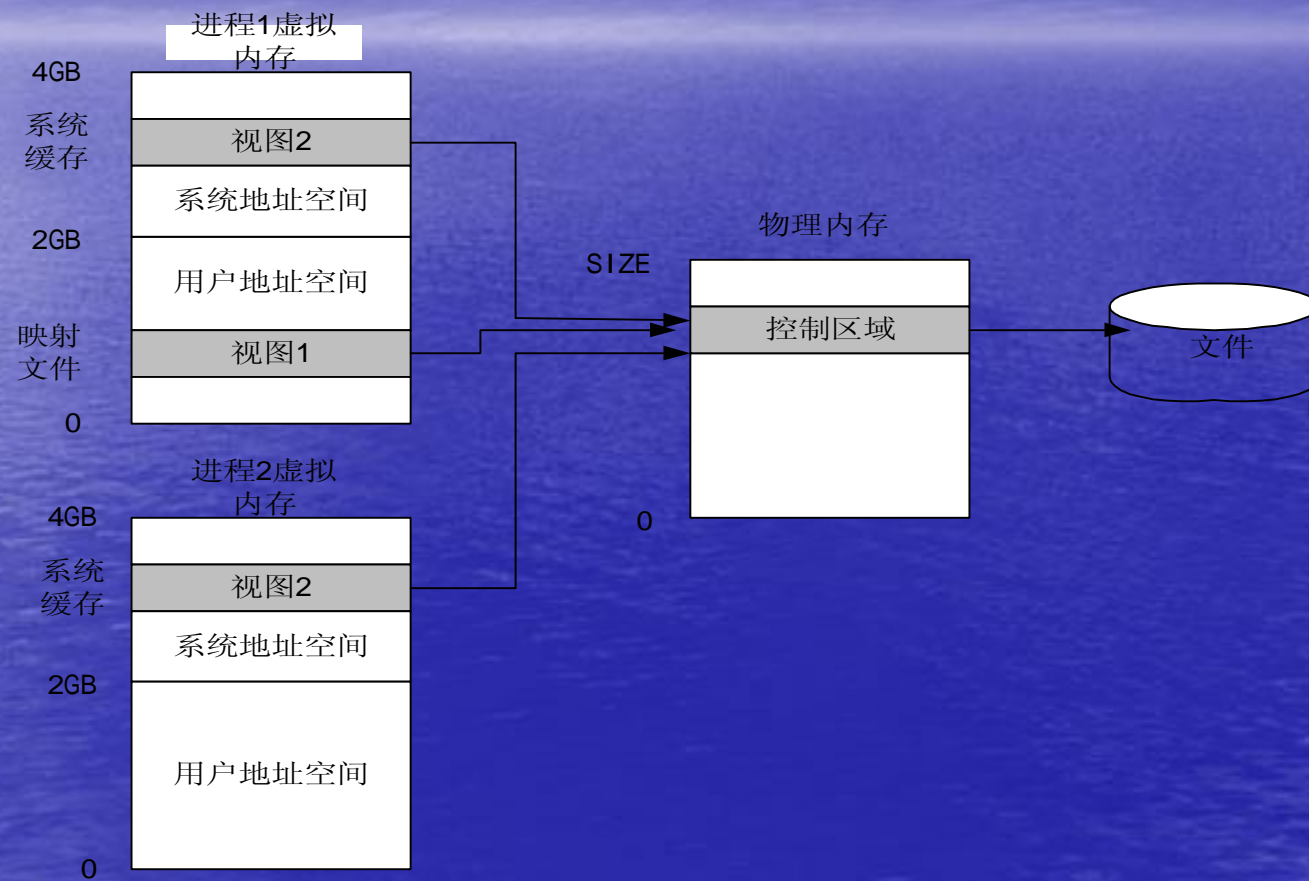 进程1虚拟
内存
4GB
系统
缓存
视图2
系统地址空间
2GB
用户地址空间
映射
文件
视图1
0
进程2虚拟
内存
4GB
系统
缓存
视图2
系统地址空间
2GB
用户地址空间
0
物理内存
SIZE
控制区域
0
文件